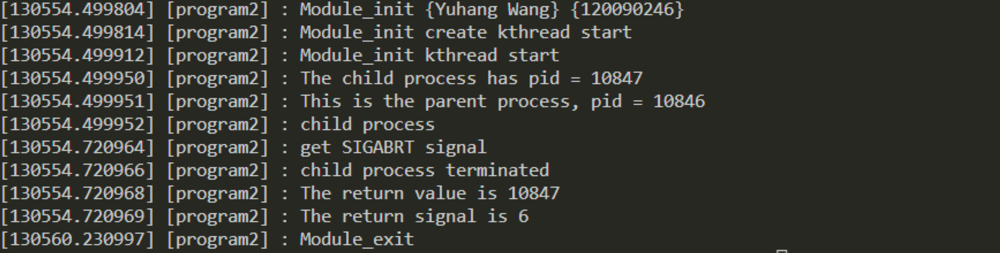 [130554.499804] [program2] : Module_init {Yuhang Wang} {120090246}
[130554.499814] [program2] : Module_init create kthread start
[130554.499912] [program2] : Module_init kthread start
[130554.499950] [program2] : The child process has pid = 10847
[130554.499951] [program2] : This is the parent process, pid = 10846
[130554.499952] [program2] : child process
[130554.720964] [program2] : get SIGABRT signal
[130554.720966] [program2] : child process terminated
[130554.720968] [program2] : The return value is 10847
[130554.720969] [program2] : The return signal is 6
[130560.230997] [program2] : Module_exit